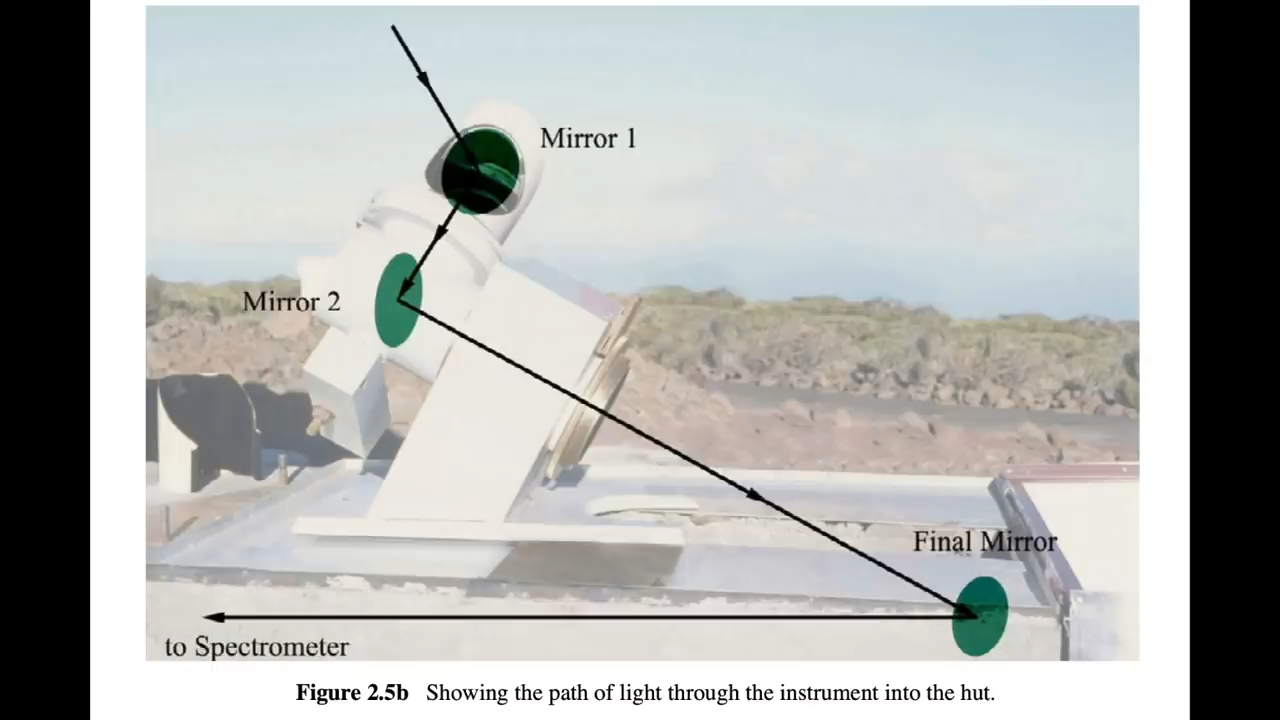 Mirror 1
Mirror 2
Final Mirror
to Spectrometer
Figure 2.5b Showing the path of light through the instrument into the hut.